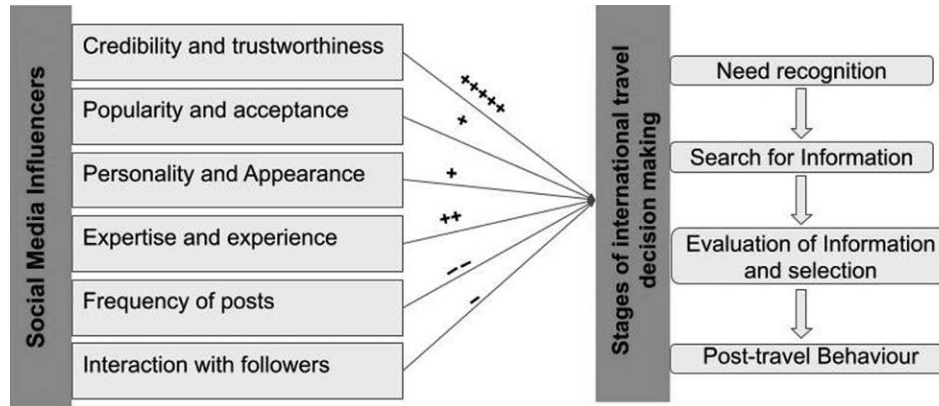 Social Media Influencers
Credibility and trustworthiness
Popularity and acceptance
Personality and Appearance
Expertise and experience
Frequency of posts
Interaction with followers
+++++
+
+
++
– –
–
Stages of international travel
decision making
Need recognition
Search for Information
Evaluation of Information
and selection
Post-travel Behaviour